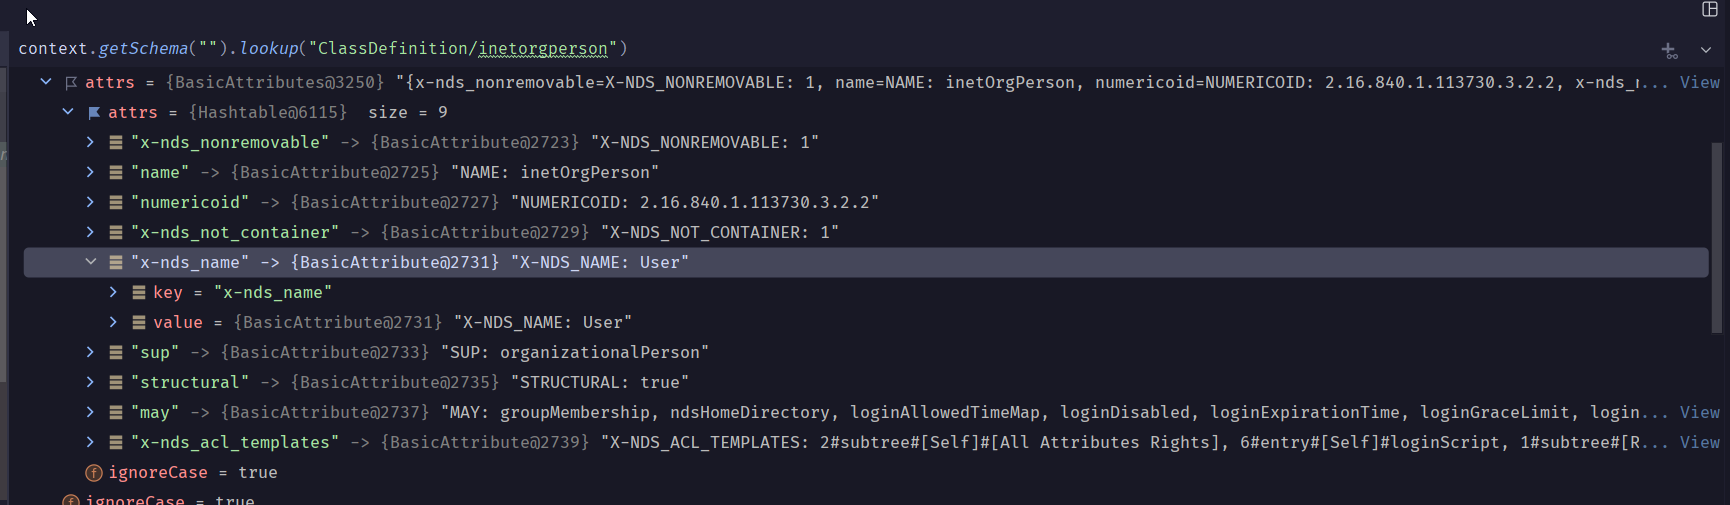 context.getSchema("").lookup("ClassDefinition/inetorgperson")
attrs = {BasicAttributes@3250} "{x-nds_nonremovable=X-NDS_NONREMOVABLE: 1, name=NAME: inetOrgPerson, numericoid=NUMERICOID: 2.16.840.1.113730.3.2.2, x-nds_r... View
attrs = {Hashtable@6115} size = 9
"x-nds_nonremovable" -> {BasicAttribute@2723} "X-NDS_NONREMOVABLE: 1"
"name" -> {BasicAttribute@2725} "NAME: inetOrgPerson"
"numericoid" -> {BasicAttribute@2727} "NUMERICOID: 2.16.840.1.113730.3.2.2"
"x-nds_not_container" -> {BasicAttribute@2729} "X-NDS_NOT_CONTAINER: 1"
"x-nds_name" -> {BasicAttribute@2731} "X-NDS_NAME: User"
key = "x-nds_name"
value = {BasicAttribute@2731} "X-NDS_NAME: User"
"sup" -> {BasicAttribute@2733} "SUP: organizationalPerson"
"structural" -> {BasicAttribute@2735} "STRUCTURAL: true"
"may" -> {BasicAttribute@2737} "MAY: groupMembership, ndsHomeDirectory, loginAllowedTimeMap, loginDisabled, loginExpirationTime, loginGraceLimit, login... View
"x-nds_acl_templates" -> {BasicAttribute@2739} "X-NDS_ACL_TEMPLATES: 2#subtree#[Self]#[All Attributes Rights], 6#entry#[Self]#loginScript, 1#subtree#[R... View
f ignoreCase = true
f ignoreCase = true